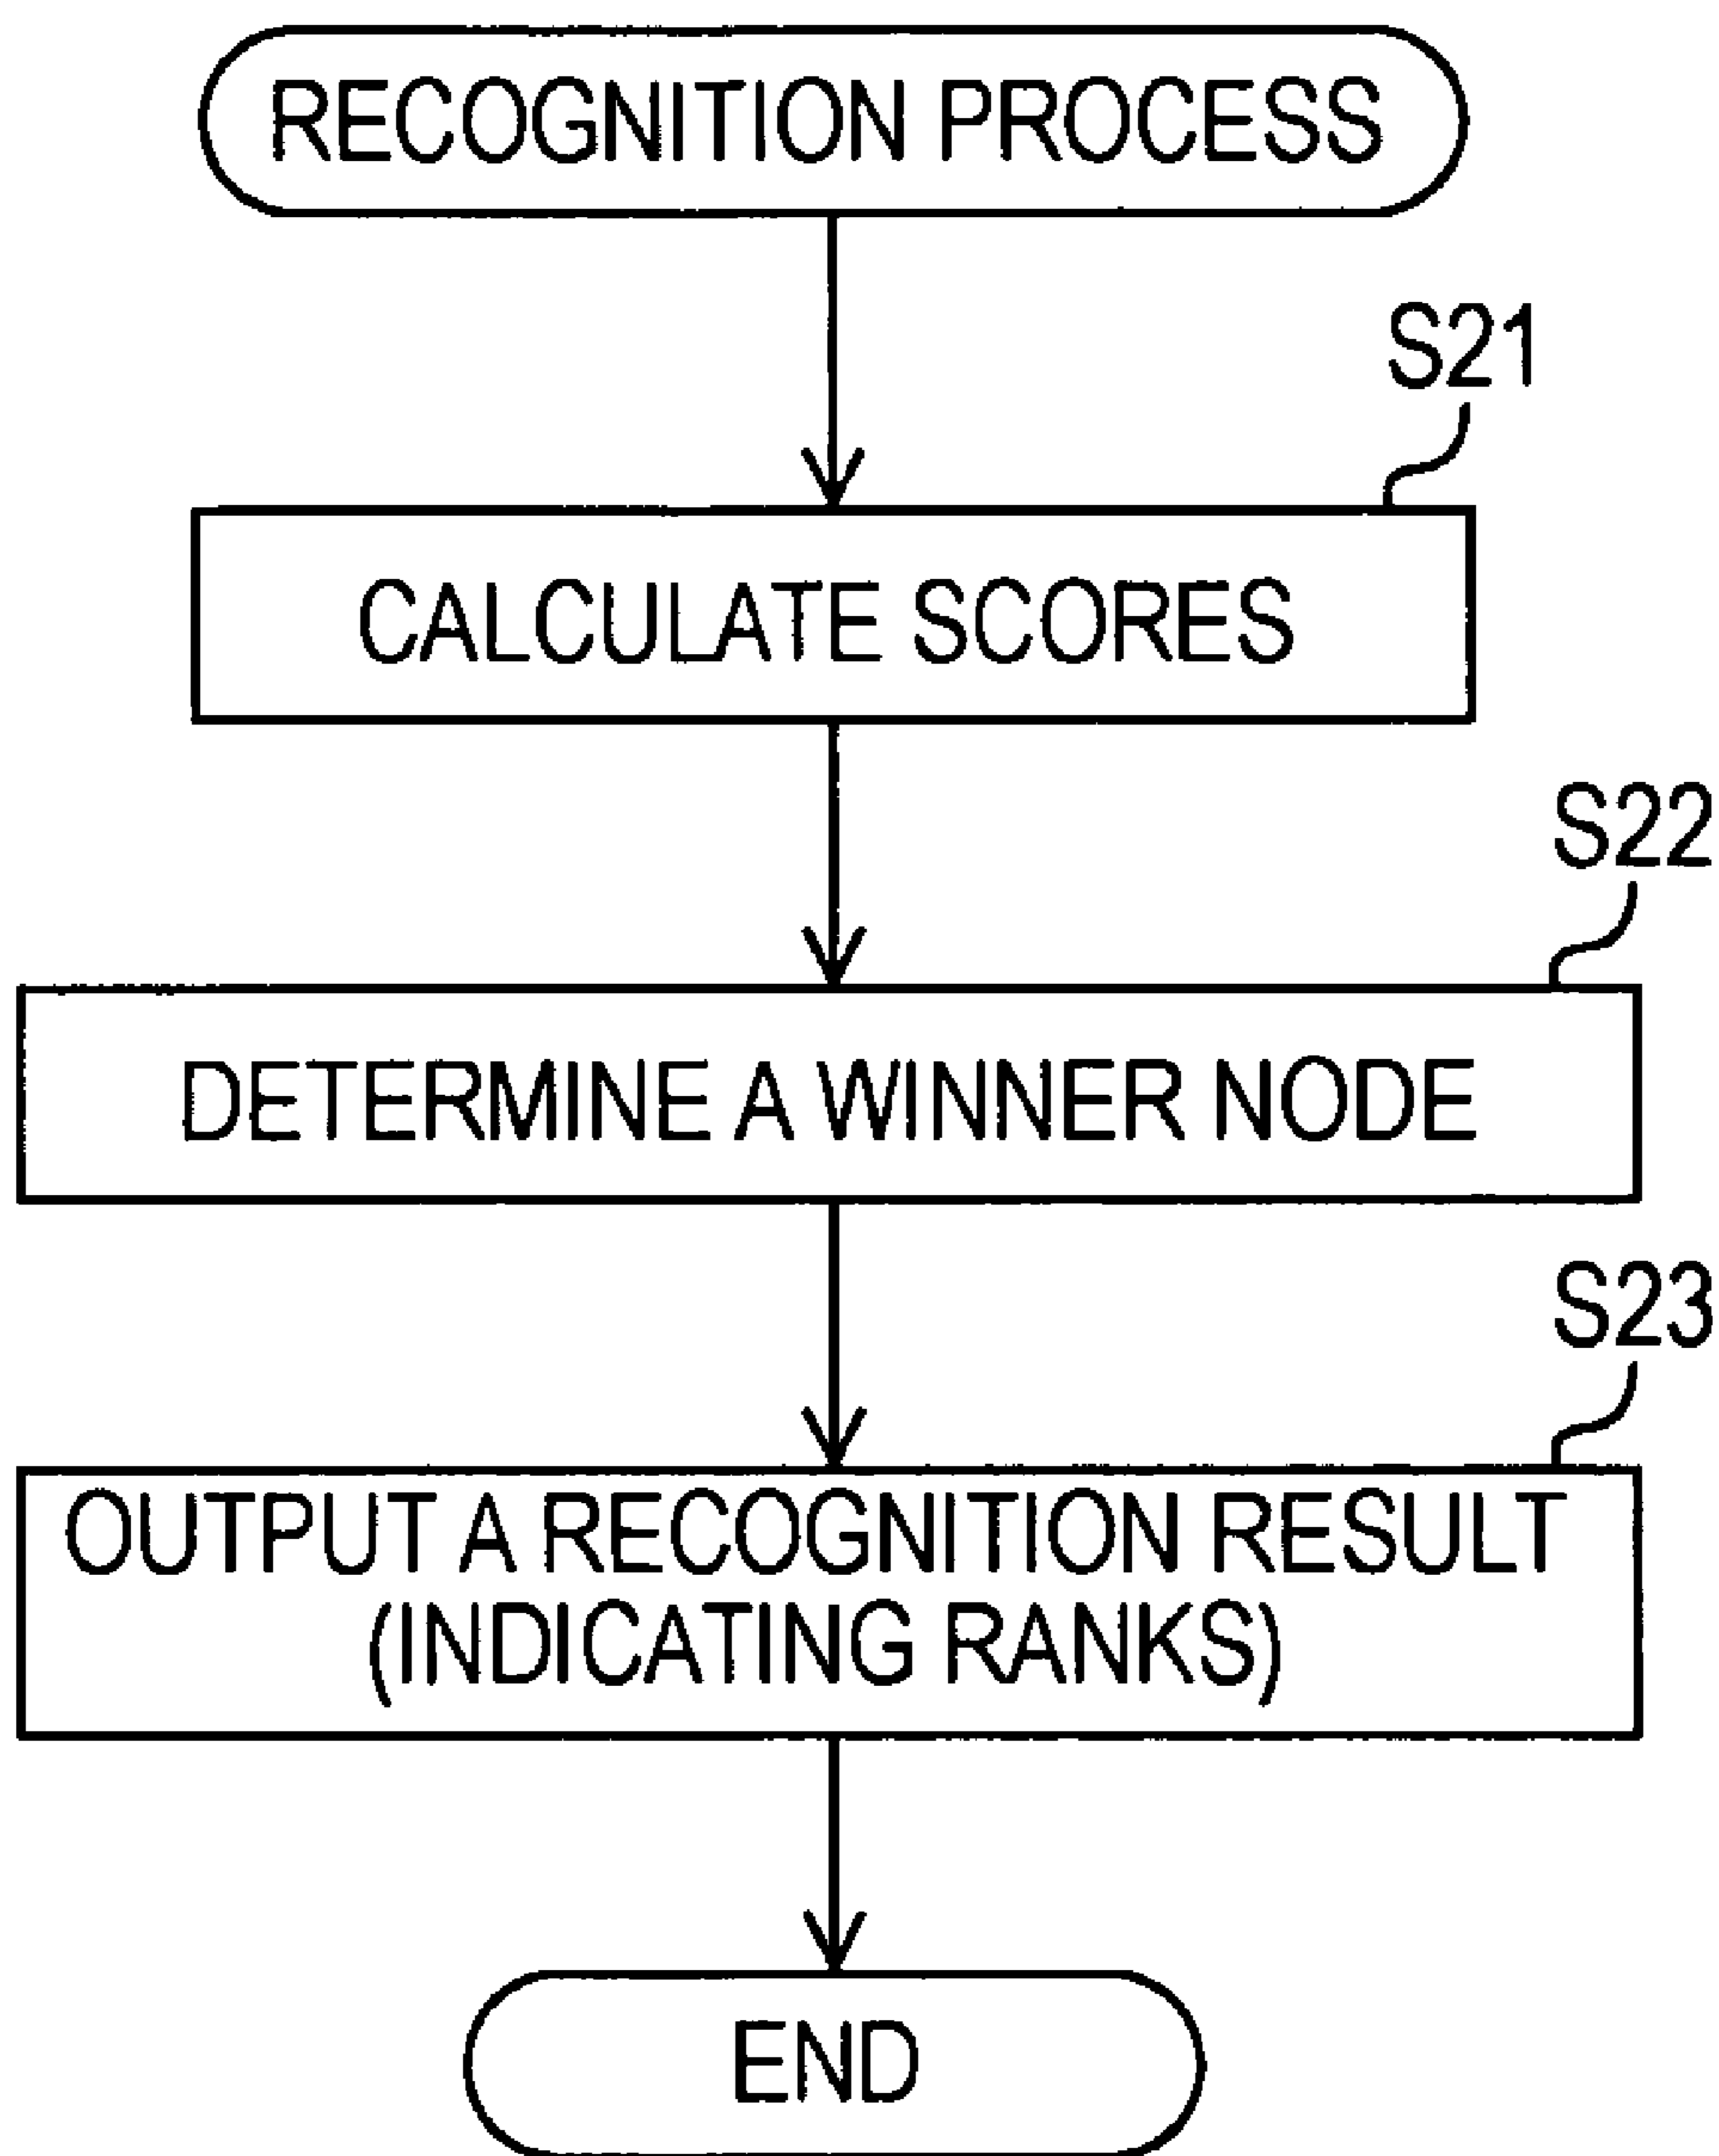 RECOGNITION PROCESS
S21
CALCULATE SCORES
S22
DETERMINE A WINNER NODE
S23
OUTPUT A RECOGNITION RESULT
(INDICATING RANKS)
END